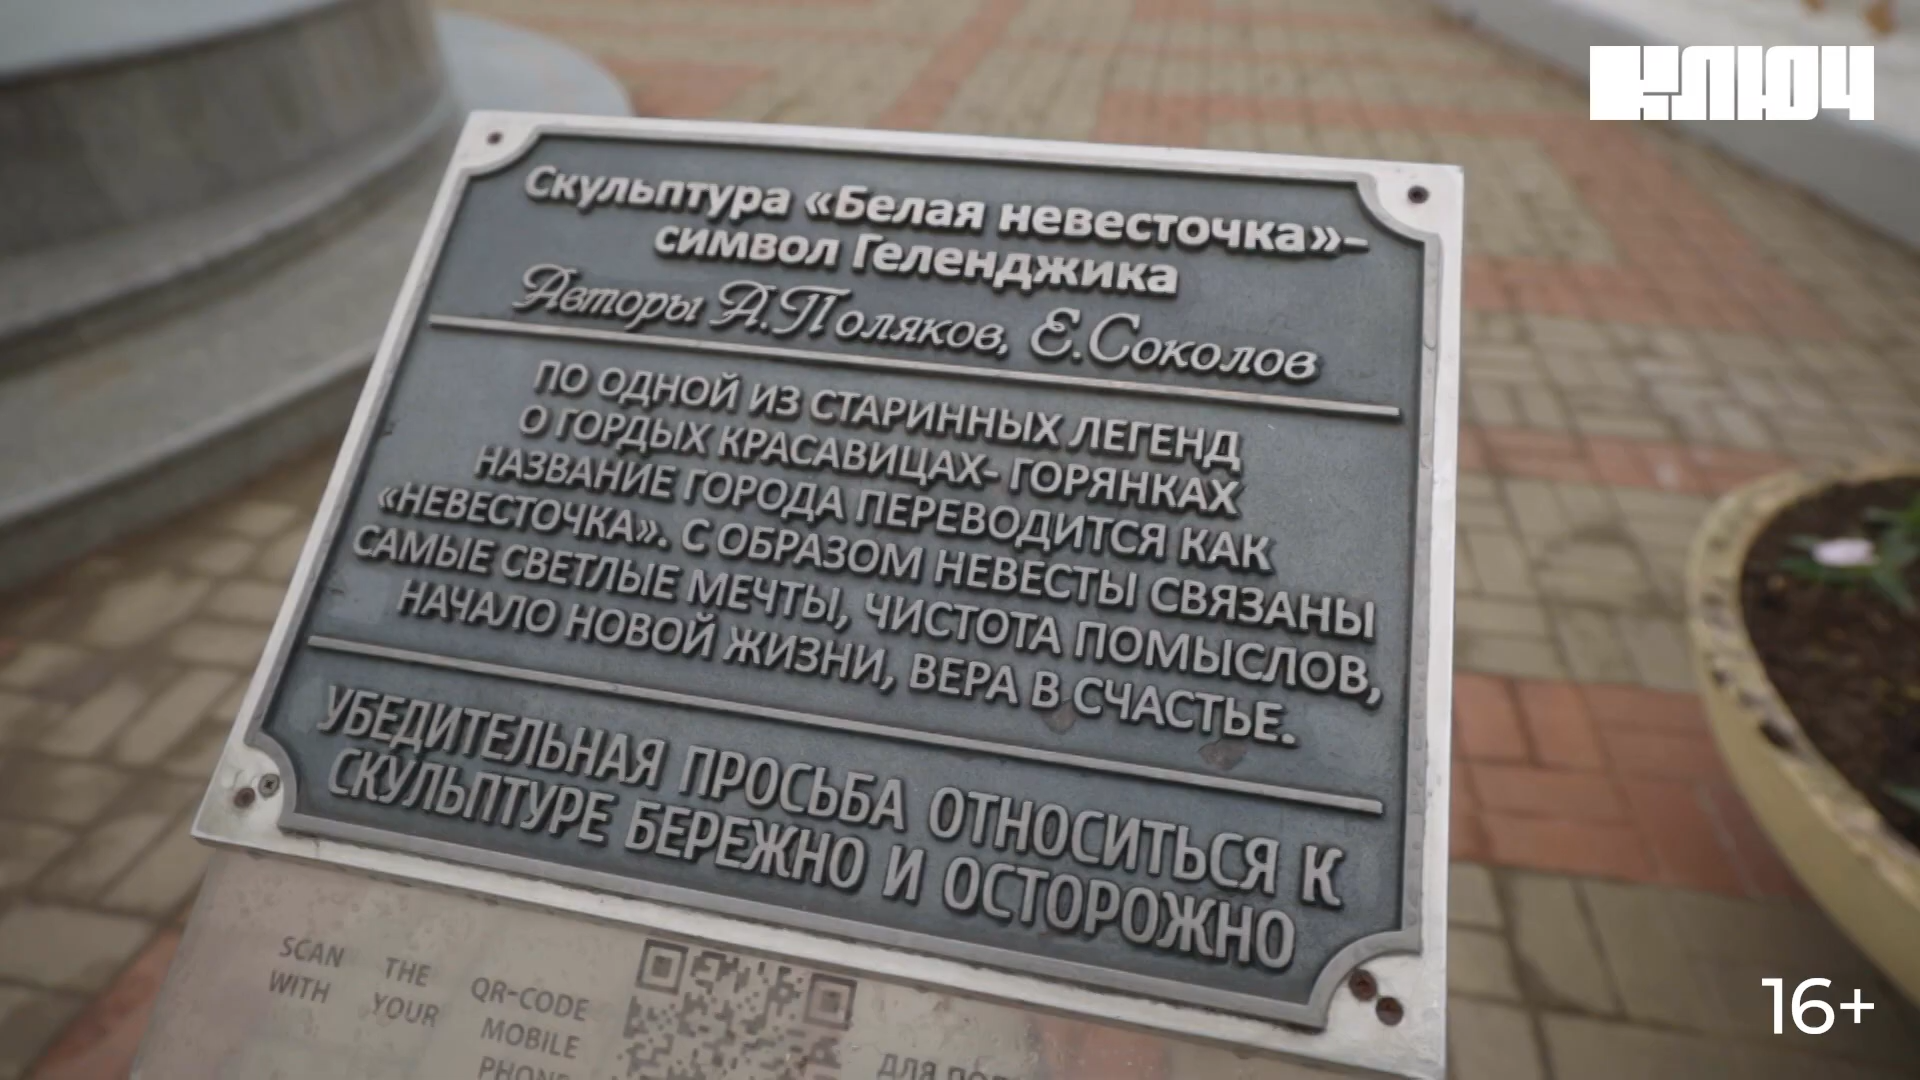 КЛЮЧ
Скульптура «Белая невесточка»–
символ Геленджика
Авторы А.Поляков, Е.Соколов
ПО ОДНОЙ ИЗ СТАРИННЫХ ЛЕГЕНД
О ГОРДЫХ КРАСАВИЦАХ- ГОРЯНКАХ
НАЗВАНИЕ ГОРОДА ПЕРЕВОДИТСЯ КАК
«НЕВЕСТОЧКА». С ОБРАЗОМ НЕВЕСТЫ СВЯЗАНЫ
САМЫЕ СВЕТЛЫЕ МЕЧТЫ, ЧИСТОТА ПОМЫСЛОВ,
НАЧАЛО НОВОЙ ЖИЗНИ, ВЕРА В СЧАСТЬЕ.
УБЕДИТЕЛЬНАЯ ПРОСЬБА ОТНОСИТЬСЯ К
СКУЛЬПТУРЕ БЕРЕЖНО И ОСТОРОЖНО
SCAN THE QR-CODE
WITH YOUR MOBILE
PHONE
ДЛЯ
16+